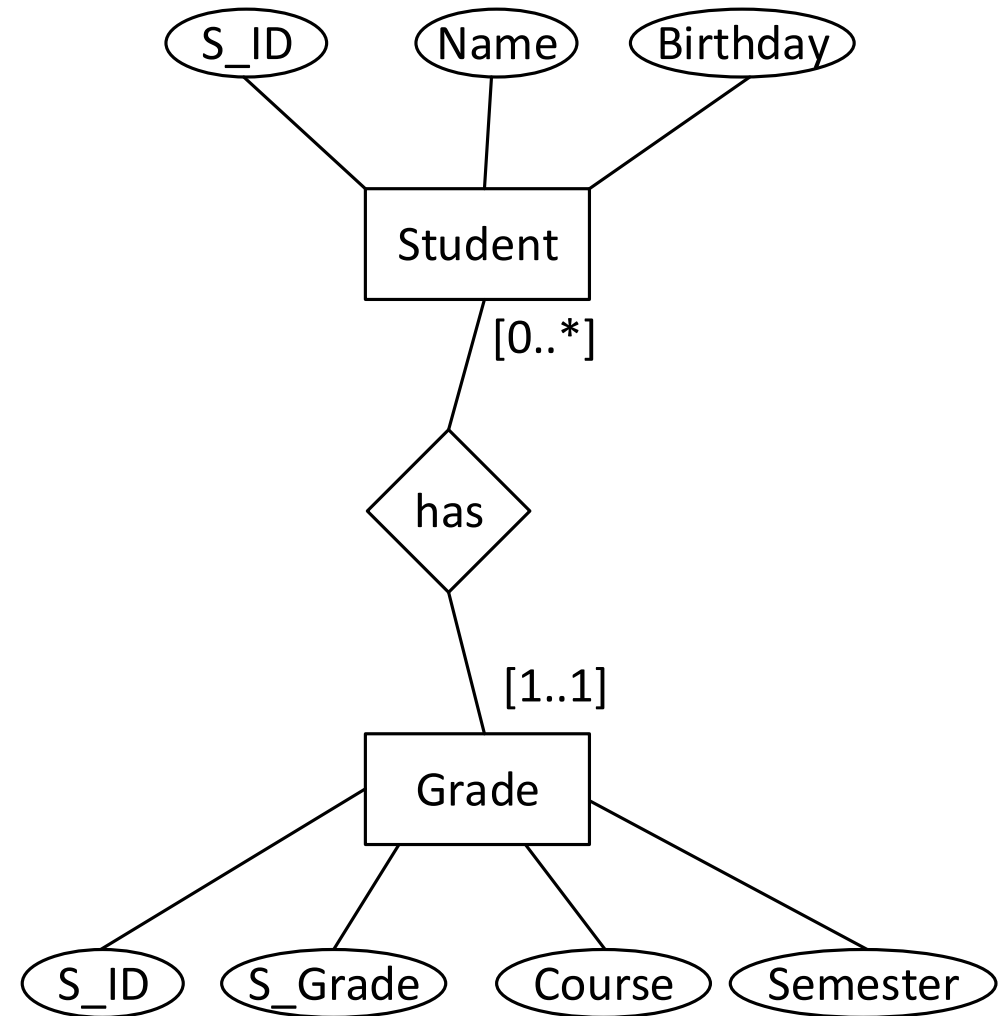 S_ID Name Birthday
Student
[0..*]
has
[1..1]
Grade
S_ID S_Grade Course Semester